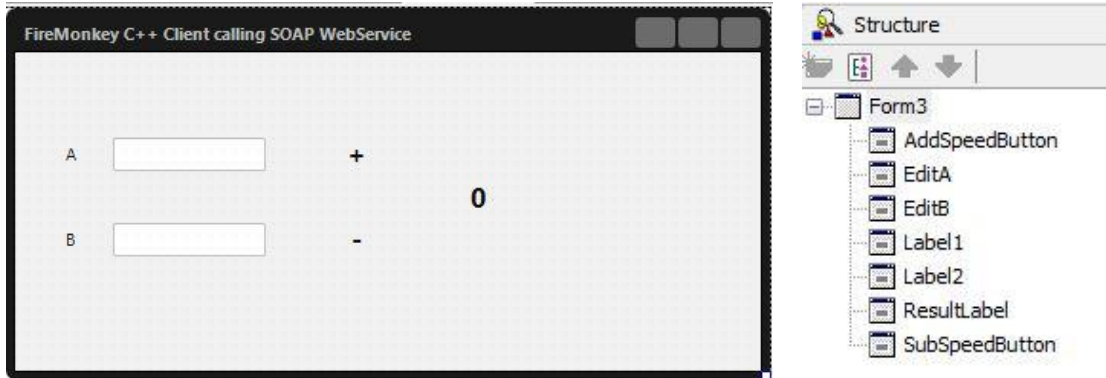 FireMonkey C++ Client calling SOAP WebService
A
+
0
B
-
Structure
Form3
AddSpeedButton
EditA
EditB
Label1
Label2
ResultLabel
SubSpeedButton